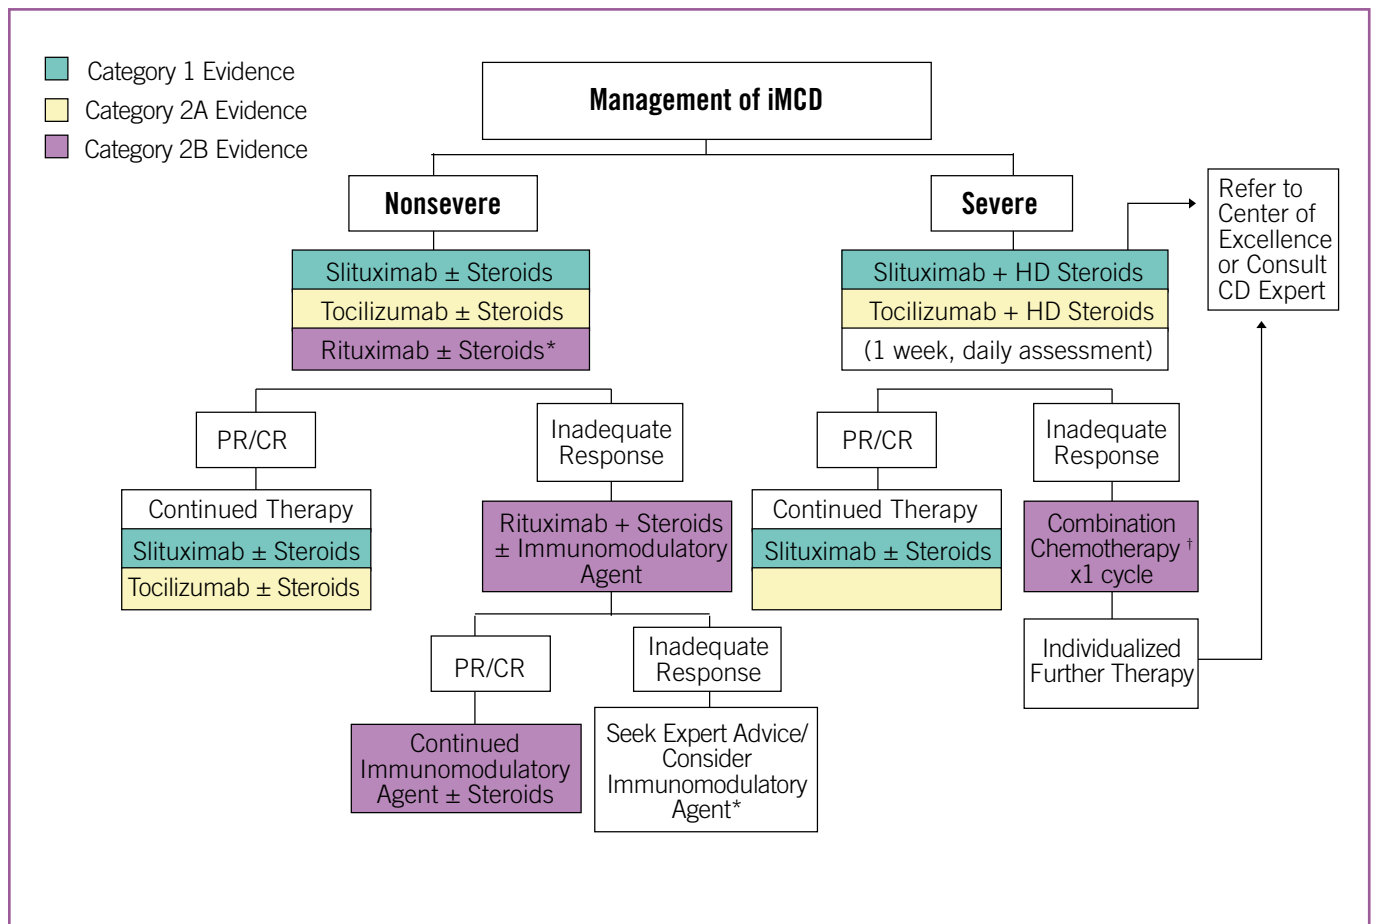 Category 1 Evidence
Category 2A Evidence
Category 2B Evidence
Management of iMCD
Nonsevere
Severe
Refer to
Center of
Excellence
or Consult
CD Expert
Slituximab ± Steroids
Tocilizumab ± Steroids
Rituximab ± Steroids*
Slituximab + HD Steroids
Tocilizumab + HD Steroids
(1 week, daily assessment)
PR/CR
Inadequate
Response
PR/CR
Inadequate
Response
Continued Therapy
Slituximab ± Steroids
Tocilizumab ± Steroids
Rituximab + Steroids
± Immunomodulatory
Agent
Continued Therapy
Slituximab ± Steroids
Combination
Chemotherapy †
x1 cycle
PR/CR
Inadequate
Response
Individualized
Further Therapy
Continued
Immunomodulatory
Agent ± Steroids
Seek Expert Advice/
Consider
Immunomodulatory
Agent*